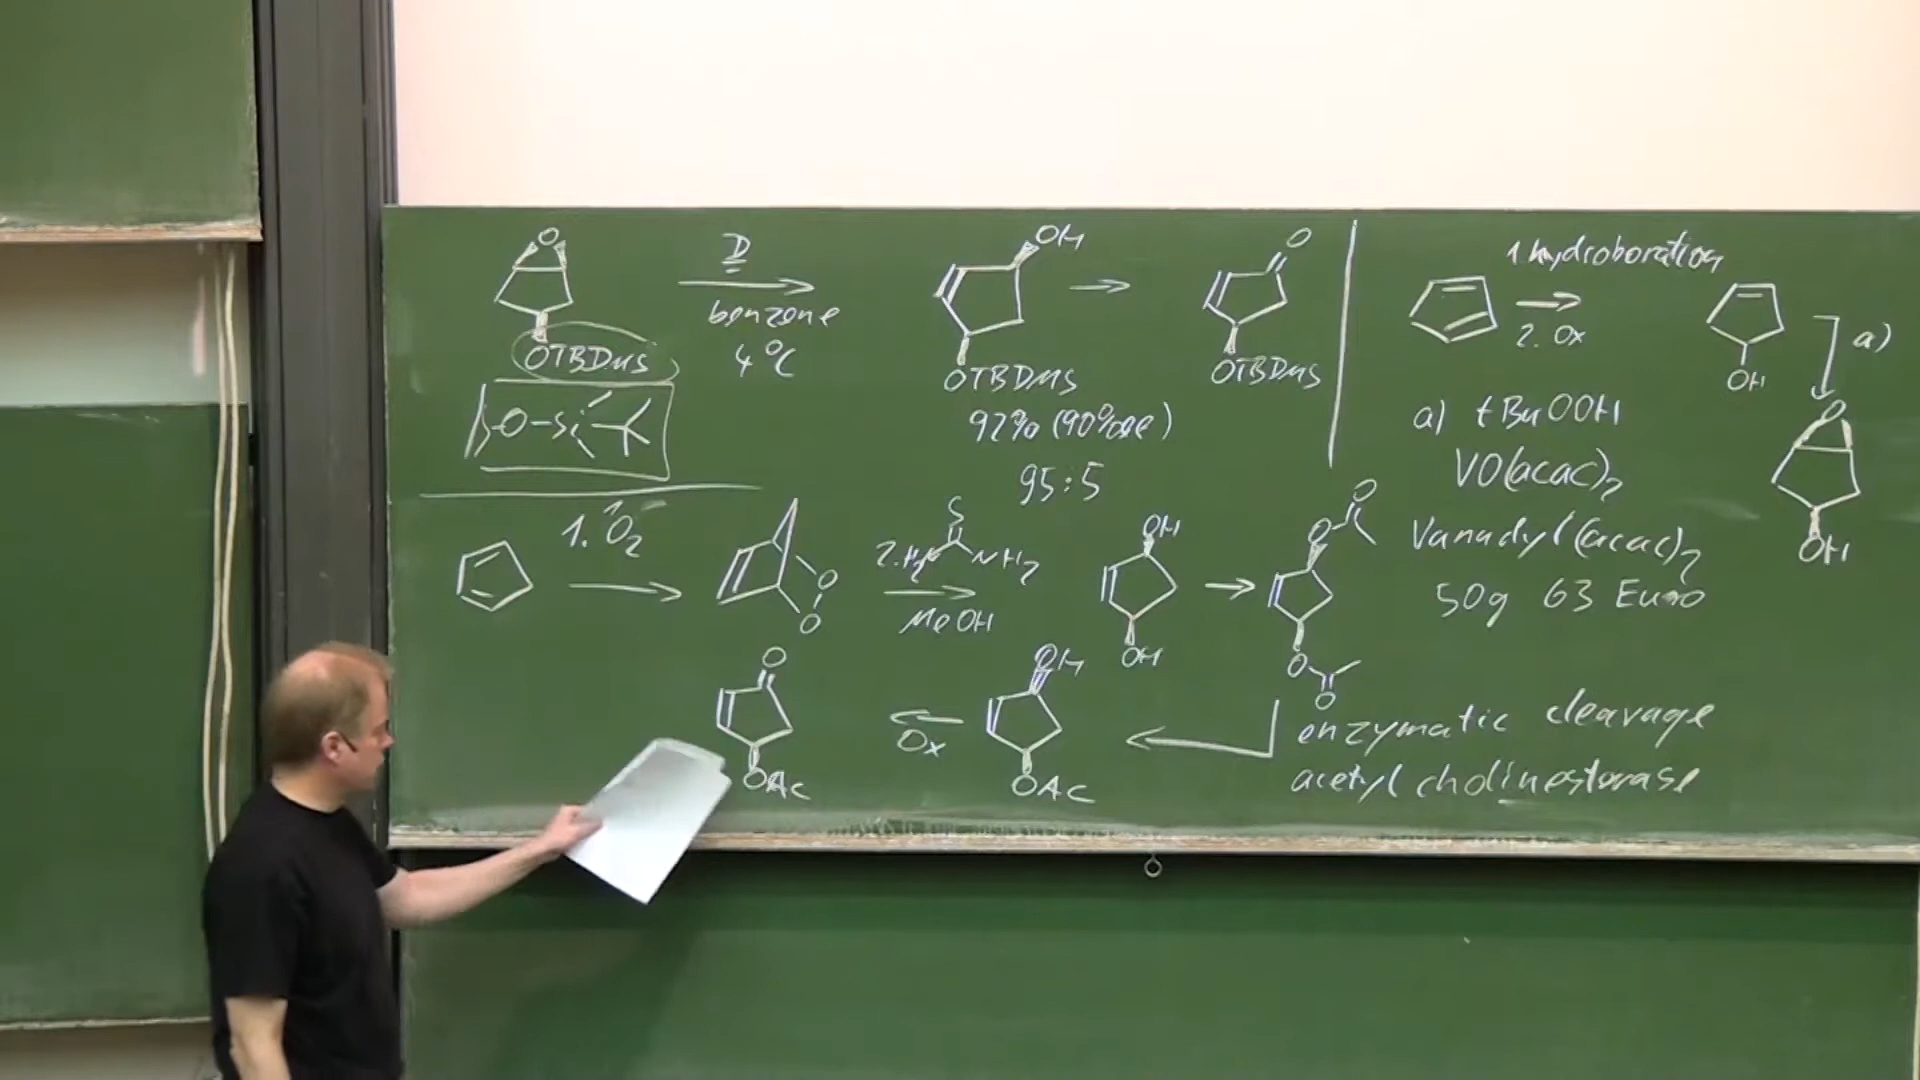 O
OTBDMS
O-Si
D
benzene
4°C
OH
OTBDMS
92% (90%ee)
95:5
O
OTBDMS
1 hydroboration
2. Ox
OH
a)
O
OH
a) tBuOOH
VO(acac)2
Vanadyl(acac)2
50g 63 Euro
1. ¹O2
O
O
S
2. H2N NH2
MeOH
OH
OH
O
O
O
O
enzymatic cleavage
acetylcholinesterase
OH
OAc
Ox
O
OAc